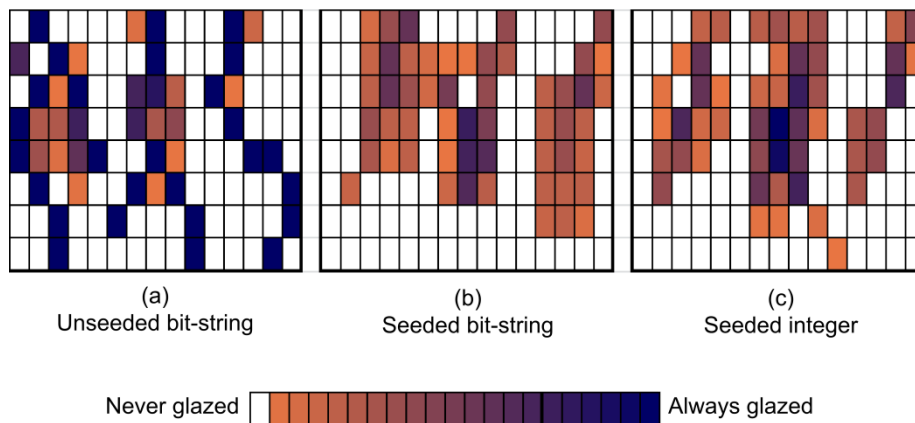 (a)
Unseeded bit-string
(b)
Seeded bit-string
(c)
Seeded integer
Never glazed
Always glazed